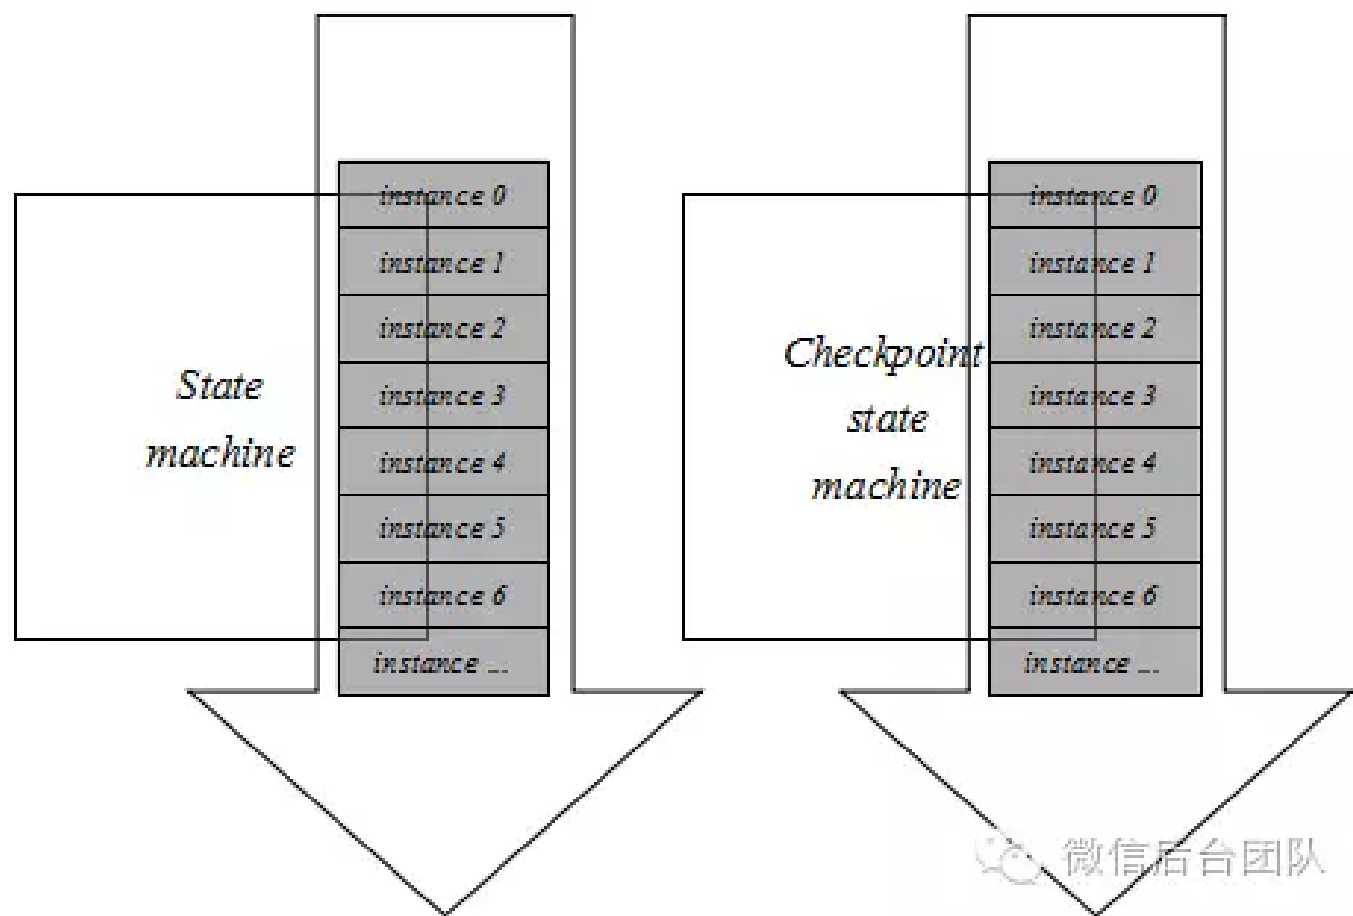 instance 0
instance 1
instance 2
instance 3
instance 4
instance 5
instance 6
instance ...
State
machine
instance 0
instance 1
instance 2
instance 3
instance 4
instance 5
instance 6
instance ...
Checkpoint
state
machine
微信后台团队